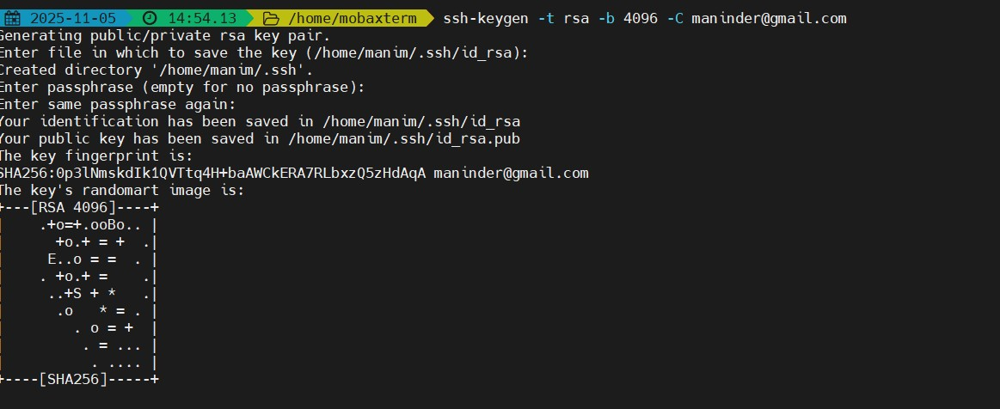 2025-11-05 14:54.13 /home/mobaxterm ssh-keygen -t rsa -b 4096 -C maninder@gmail.com
Generating public/private rsa key pair.
Enter file in which to save the key (/home/manim/.ssh/id_rsa):
Created directory '/home/manim/.ssh'.
Enter passphrase (empty for no passphrase):
Enter same passphrase again:
Your identification has been saved in /home/manim/.ssh/id_rsa
Your public key has been saved in /home/manim/.ssh/id_rsa.pub
The key fingerprint is:
SHA256:0p3lNmskdIk1QVTtq4H+baAWCkERA7RLbxzQ5zHdAqA maninder@gmail.com
The key's randomart image is:
+---[RSA 4096]----+
|    .+o=+.ooBo.. |
|      +o.+ = +  .|
|     E..o = =  . |
|    . +o.+ =    .|
|     ..+S + *   .|
|      .o   * = . |
|        . o = +  |
|         . = ... |
|          . .... |
+----[SHA256]-----+